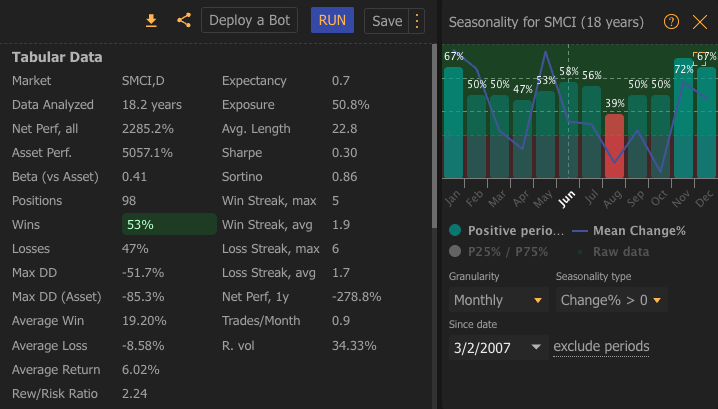 Deploy a Bot RUN Save
Tabular Data
Market SMCI,D Expectancy 0.7
Data Analyzed 18.2 years Exposure 50.8%
Net Perf, all 2285.2% Avg. Length 22.8
Asset Perf. 5057.1% Sharpe 0.30
Beta (vs Asset) 0.41 Sortino 0.86
Positions 98 Win Streak, max 5
Wins 53% Win Streak, avg 1.9
Losses 47% Loss Streak, max 6
Max DD -51.7% Loss Streak, avg 1.7
Max DD (Asset) -85.3% Net Perf, 1y -278.8%
Average Win 19.20% Trades/Month 0.9
Average Loss -8.58% R. vol 34.33%
Average Return 6.02%
Rew/Risk Ratio 2.24
Seasonality for SMCI (18 years)
67% 50% 50% 47% 53% 58% 56% 39% 50% 50% 72% 67%
Jan Feb Mar Apr May Jun Jul Aug Sep Oct Nov Dec
Positive perio... Mean Change%
P25% / P75% Raw data
Granularity Seasonality type
Monthly Change% > 0
Since date
3/2/2007 exclude periods